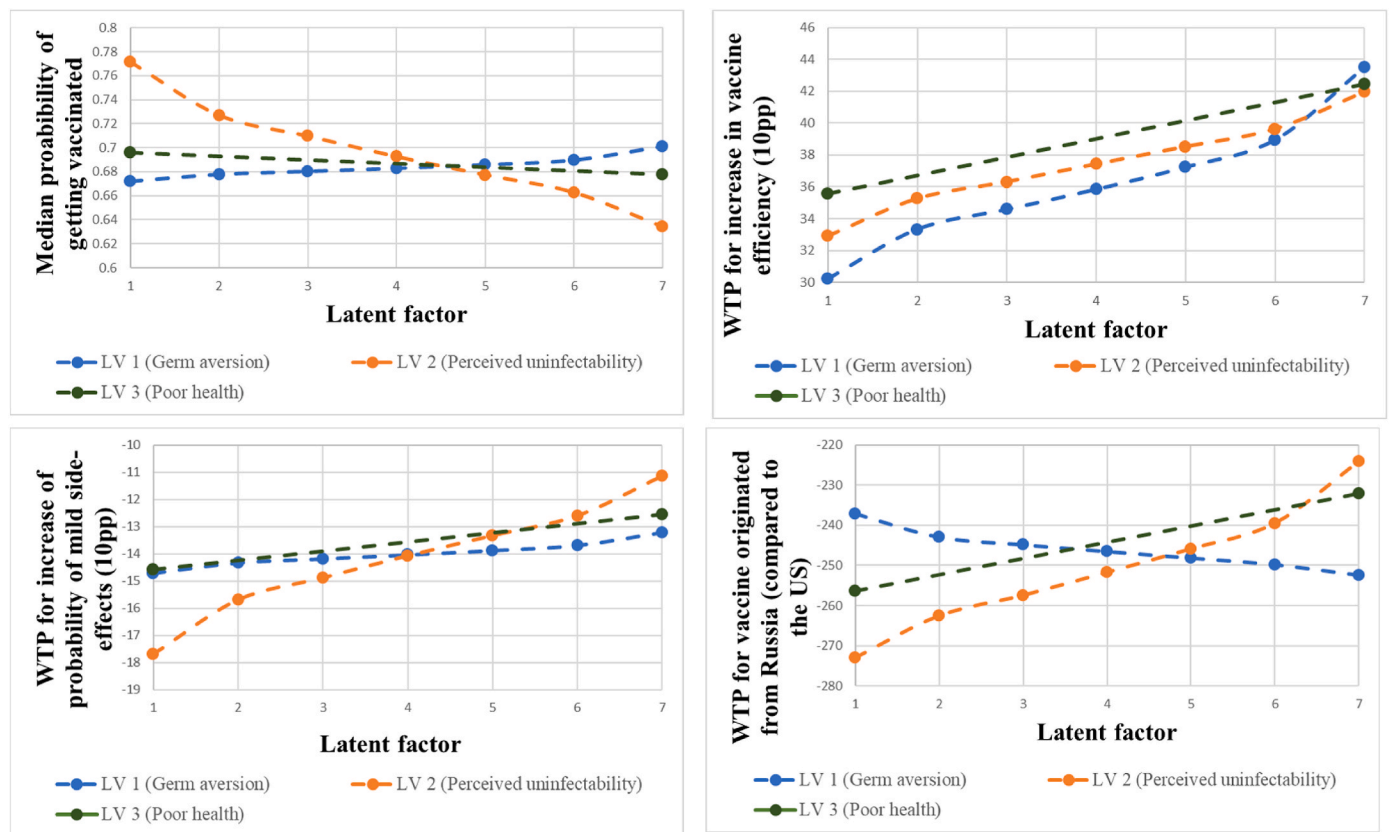 Median proability of
getting vaccinated
0.8
0.78
0.76
0.74
0.72
0.7
0.68
0.66
0.64
0.62
0.6
1 2 3 4 5 6 7
Latent factor
LV 1 (Germ aversion) LV 2 (Perceived uninfectability)
LV 3 (Poor health)
WTP for increase in vaccine
efficiency (10pp)
46
44
42
40
38
36
34
32
30
1 2 3 4 5 6 7
Latent factor
LV 1 (Germ aversion) LV 2 (Perceived uninfectability)
LV 3 (Poor health)
WTP for increase of
probability of mild side-
effects (10pp)
-10
-11
-12
-13
-14
-15
-16
-17
-18
-19
1 2 3 4 5 6 7
Latent factor
LV 1 (Germ aversion) LV 2 (Perceived uninfectability)
LV 3 (Poor health)
WTP for vaccine originated
from Russia (compared to
the US)
-220
-230
-240
-250
-260
-270
-280
1 2 3 4 5 6 7
Latent factor
LV 1 (Germ aversion) LV 2 (Perceived uninfectability)
LV 3 (Poor health)